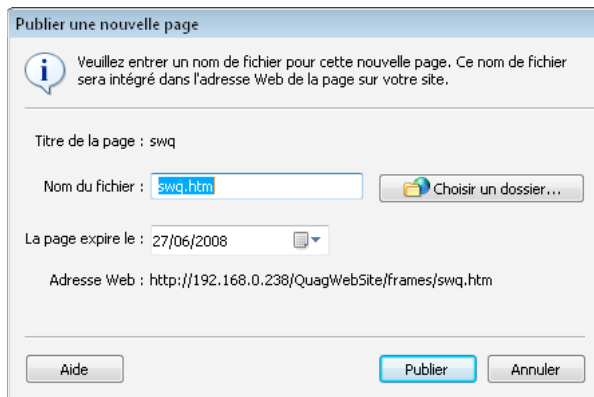 Publier une nouvelle page
Veuillez entrer un nom de fichier pour cette nouvelle page. Ce nom de fichier
sera intégré dans l'adresse Web de la page sur votre site.
Titre de la page : swq
Nom du fichier : swq.htm Choisir un dossier...
La page expire le : 27/06/2008
Adresse Web : http://192.168.0.238/QuagWebSite/frames/swq.htm
Aide Publier Annuler